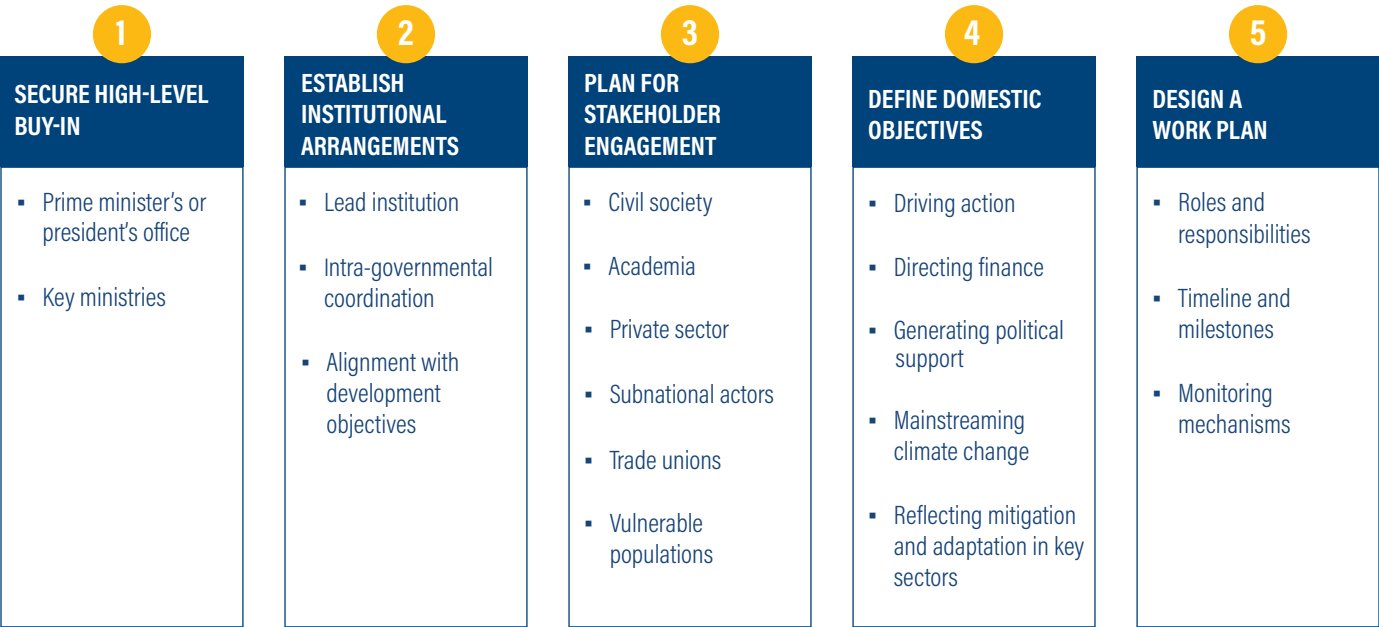 1
SECURE HIGH-LEVEL
BUY-IN
▪ Prime minister's or
president's office
▪ Key ministries
2
ESTABLISH
INSTITUTIONAL
ARRANGEMENTS
▪ Lead institution
▪ Intra-governmental
coordination
▪ Alignment with
development
objectives
3
PLAN FOR
STAKEHOLDER
ENGAGEMENT
▪ Civil society
▪ Academia
▪ Private sector
▪ Subnational actors
▪ Trade unions
▪ Vulnerable
populations
4
DEFINE DOMESTIC
OBJECTIVES
▪ Driving action
▪ Directing finance
▪ Generating political
support
▪ Mainstreaming
climate change
▪ Reflecting mitigation
and adaptation in key
sectors
5
DESIGN A
WORK PLAN
▪ Roles and
responsibilities
▪ Timeline and
milestones
▪ Monitoring
mechanisms